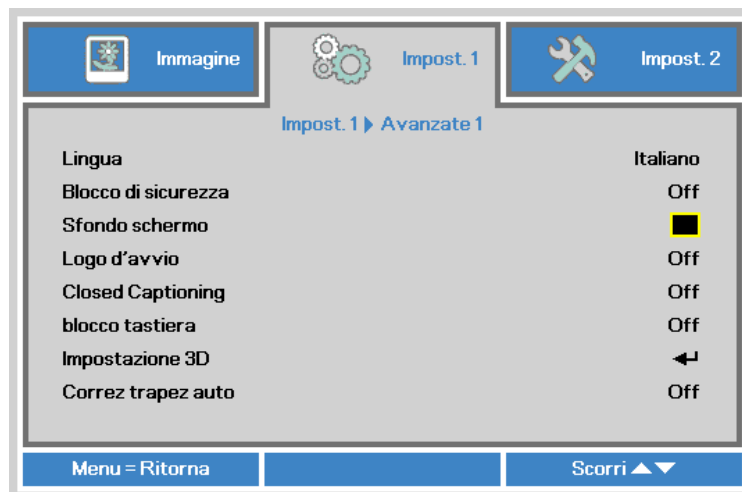 Immagine Impost. 1 Impost. 2
Impost. 1 Avanzate 1
Lingua Italiano
Blocco di sicurezza Off
Sfondo schermo
Logo d'avvio Off
Closed Captioning Off
blocco tastiera Off
Impostazione 3D
Correz trapez auto Off
Menu = Ritorna Scorri